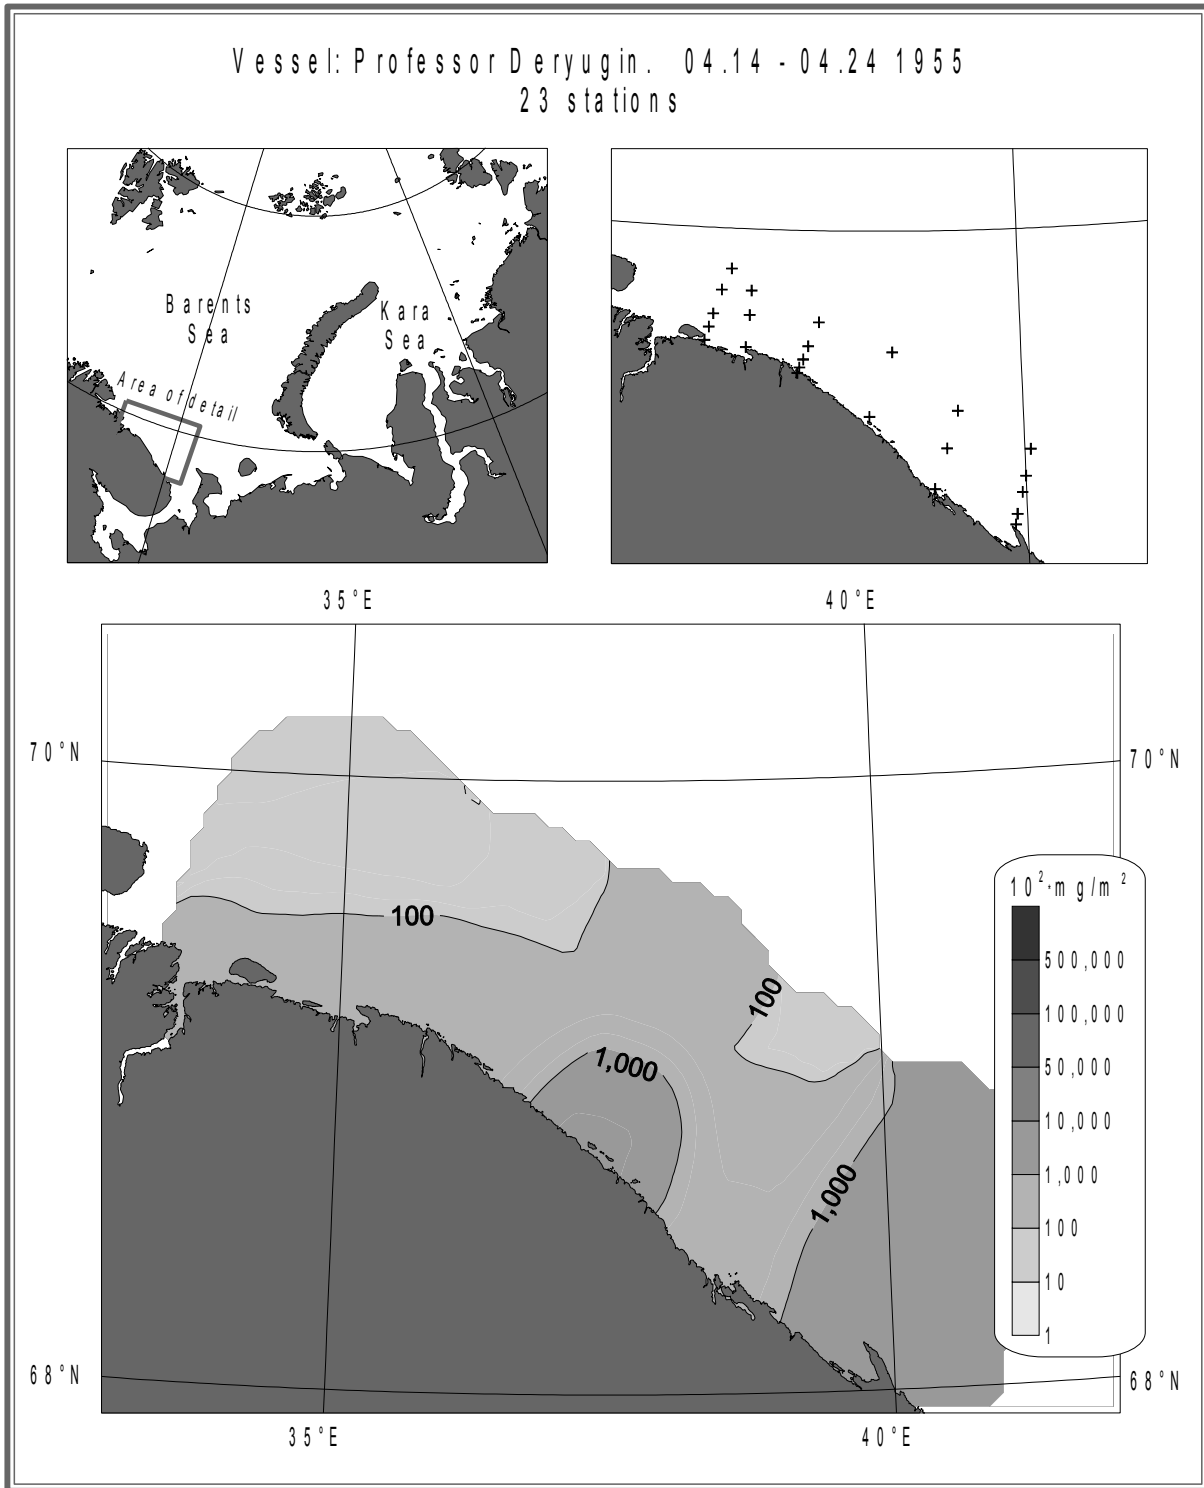 Vessel: Professor Deryugin. 04.14 - 04.24 1955
23 stations
Barents
Sea
Kara
Sea
Area of detail
35°E
40°E
70°N
70°N
10²·mg/m²
500,000
100,000
50,000
10,000
1,000
100
10
1
100
100
1,000
1,000
68°N
68°N
35°E
40°E